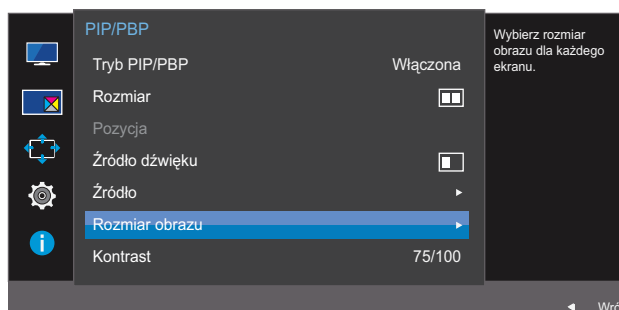 PIP/PBP
Tryb PIP/PBP Włączona
Rozmiar
Pozycja
Źródło dźwięku
Źródło
Rozmiar obrazu
Kontrast 75/100
Wybierz rozmiar
obrazu dla każdego
ekranu.